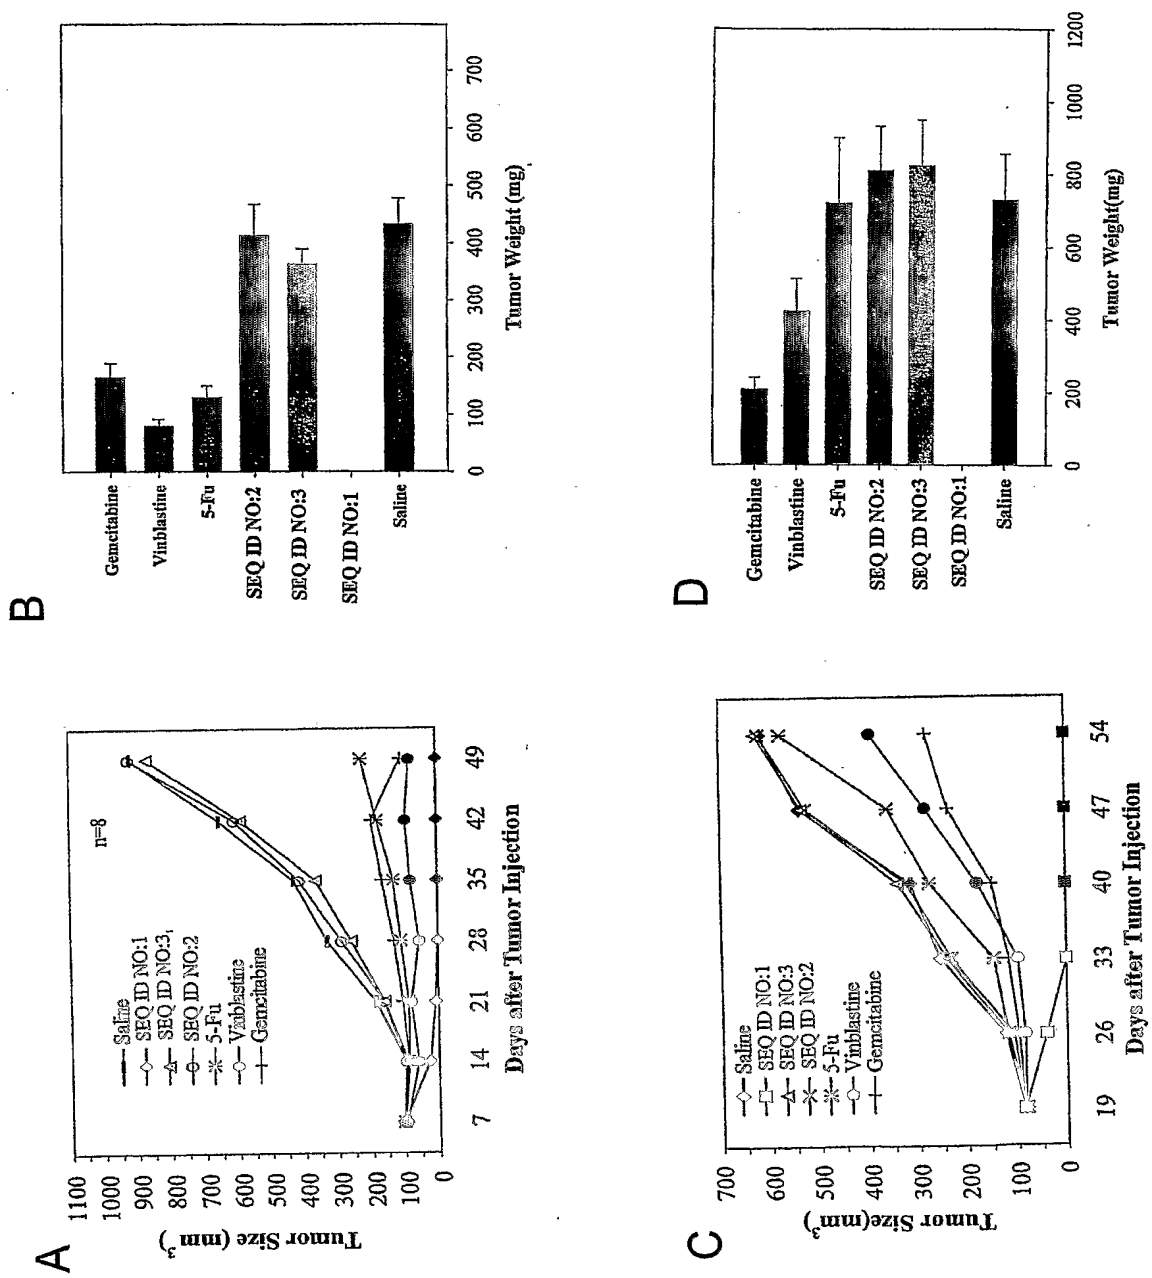 A
Tumor Size ( mm3 )
1100
1000
900
800
700
600
500
400
300
200
100
0
n=8
Saline
SEQ ID NO:1
SEQ ID NO:3
SEQ ID NO:2
5-Fu
Vinblastine
Gemcitabine
7 14 21 28 35 42 49
Days after Tumor Injection
B
Gemcitabine
Vinblastine
5-Fu
SEQ ID NO:2
SEQ ID NO:3
SEQ ID NO:1
Saline
0 100 200 300 400 500 600 700
Tumor Weight (mg)
C
Tumor Size(mm3)
700
600
500
400
300
200
100
0
Saline
SEQ ID NO:1
SEQ ID NO:3
SEQ ID NO:2
5-Fu
Vinblastine
Gemcitabine
19 26 33 40 47 54
Days after Tumor Injection
D
Gemcitabine
Vinblastine
5-Fu
SEQ ID NO:2
SEQ ID NO:3
SEQ ID NO:1
Saline
0 200 400 600 800 1000 1200
Tumor Weight(mg)